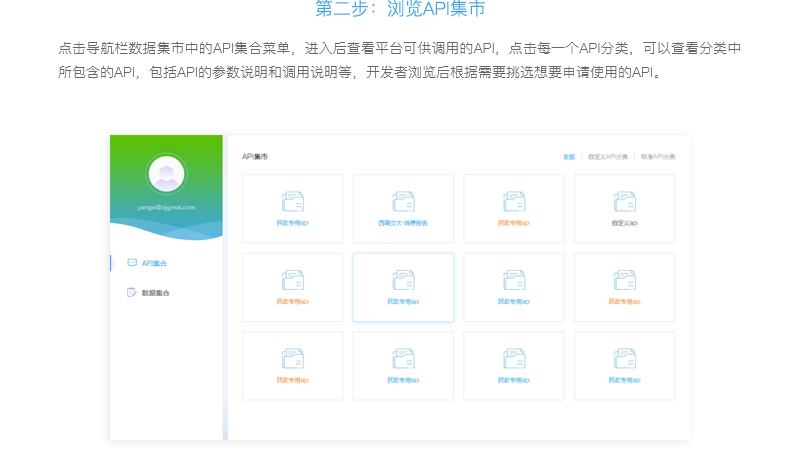 第二步：浏览API集市
点击导航栏数据集市中的API集合菜单，进入后查看平台可供调用的API，点击每一个API分类，可以查看分类中
所包含的API，包括API的参数说明和调用说明等，开发者浏览后根据需要挑选想要申请使用的API。
API集市
全部 | 自定义API分类 | 标准API分类
yangxl@sjgreat.com
民政专用api
西南交大-消费报告
民政专用api
自定义api
API集合
数据集合
民政专用api
民政专用api
民政专用api
民政专用api
民政专用api
民政专用api
民政专用api
民政专用api